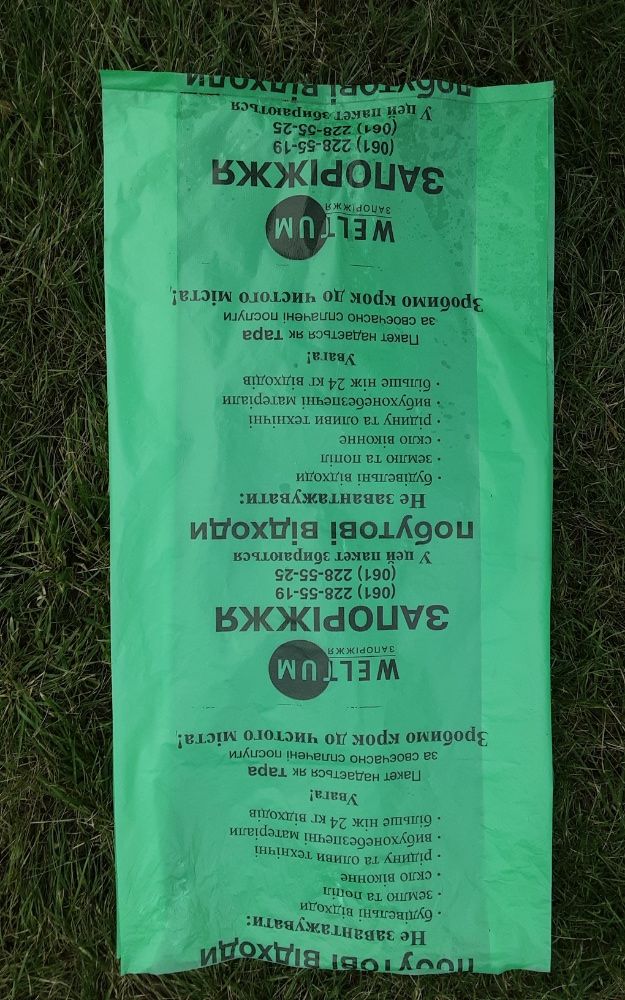 побутові відходи
Не завантажувати:
· будівельні відходи
· землю та попіл
· скло віконне
· рідину та оливи технічні
· вибухонебезпечні матеріали
· більше ніж 24 кг відходів
Увага!
Пакет надається як Тара
за своєчасно сплачені послуги
Зробимо крок до чистого міста!
WELTUM
ЗАПОРІЖЖЯ
ЗАПОРІЖЖЯ
(061) 228-55-19
(061) 228-55-25
У цей пакет збираються
побутові відходи
Не завантажувати:
· будівельні відходи
· землю та попіл
· скло віконне
· рідину та оливи технічні
· вибухонебезпечні матеріали
· більше ніж 24 кг відходів
Увага!
Пакет надається як Тара
за своєчасно сплачені послуги
Зробимо крок до чистого міста!
WELTUM
ЗАПОРІЖЖЯ
ЗАПОРІЖЖЯ
(061) 228-55-19
(061) 228-55-25
У цей пакет збираються
побутові відходи